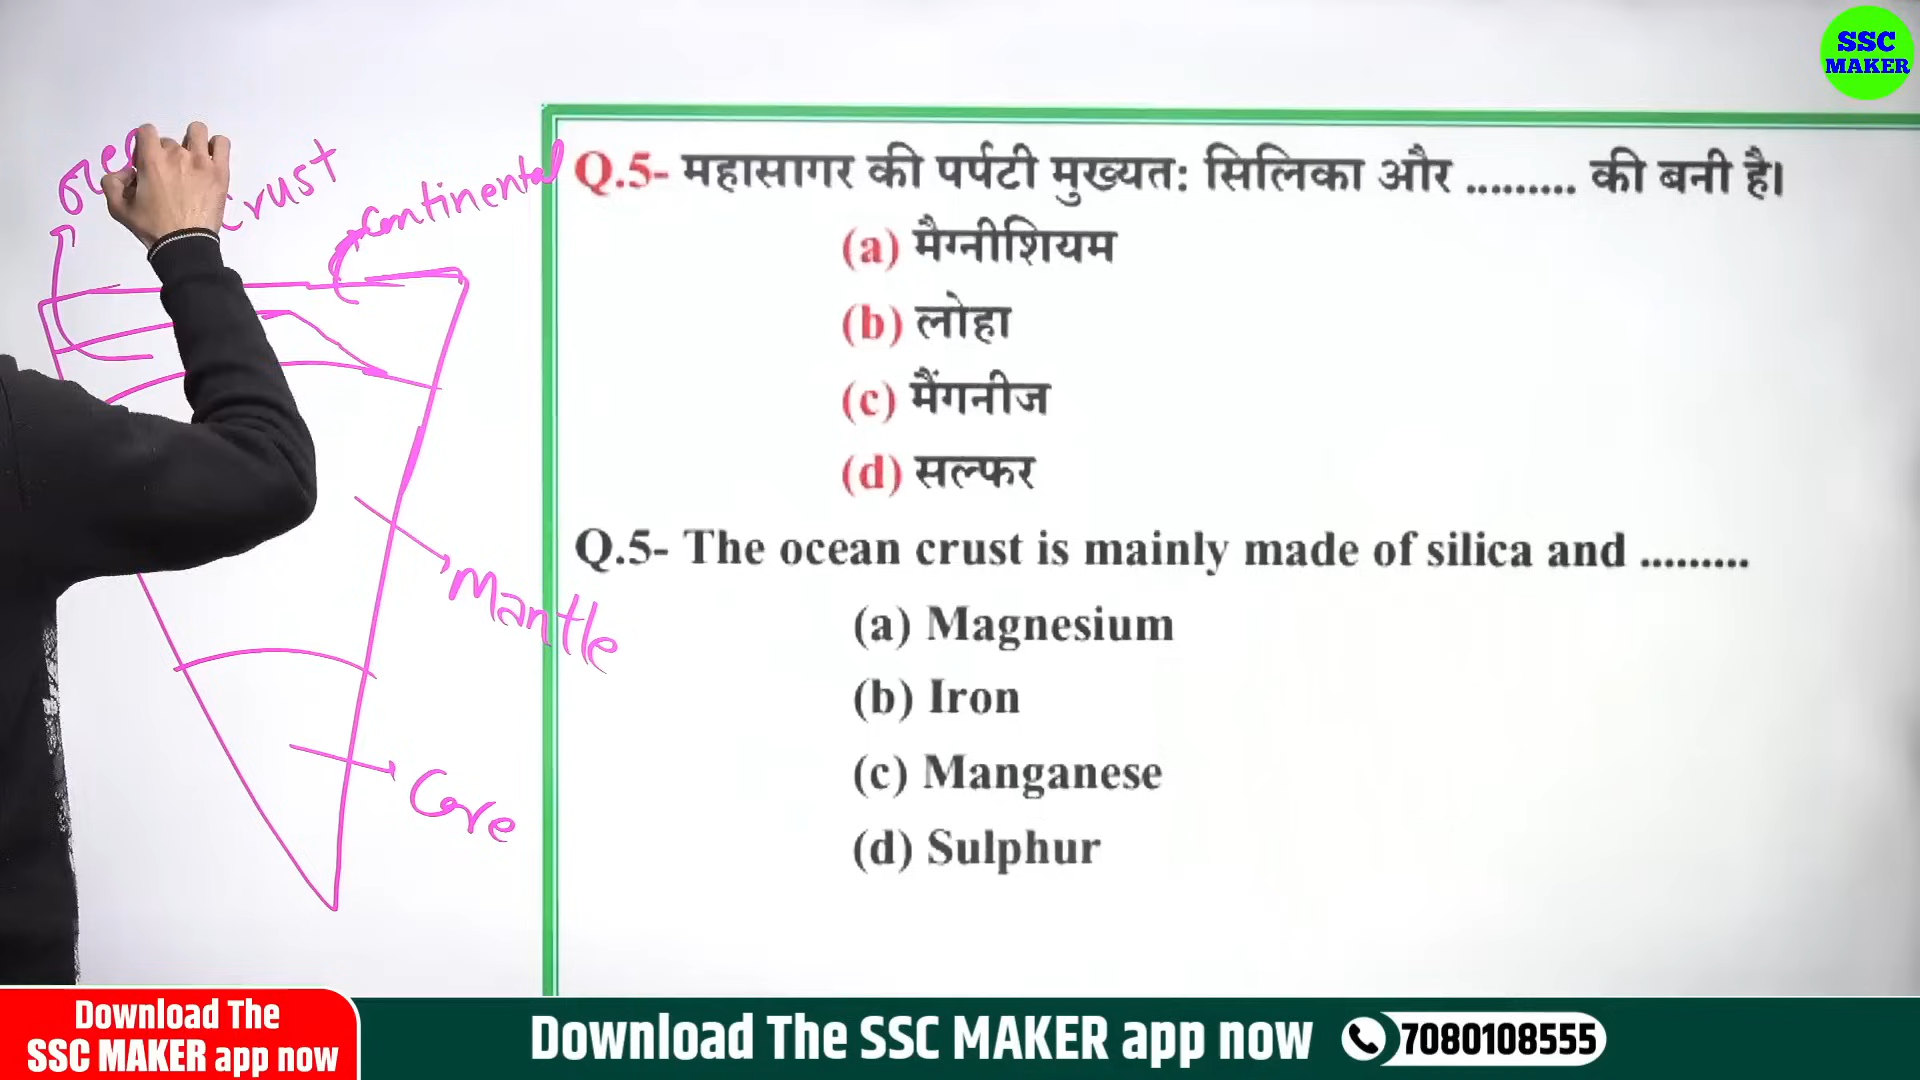 SSC
MAKER
Crust
Continental
Mantle
Core
Q.5- महासागर की पर्पटी मुख्यतः सिलिका और ......... की बनी है।
(a) मैग्नीशियम
(b) लोहा
(c) मैंगनीज
(d) सल्फर
Q.5- The ocean crust is mainly made of silica and .........
(a) Magnesium
(b) Iron
(c) Manganese
(d) Sulphur
Download The
SSC MAKER app now
Download The SSC MAKER app now 7080108555